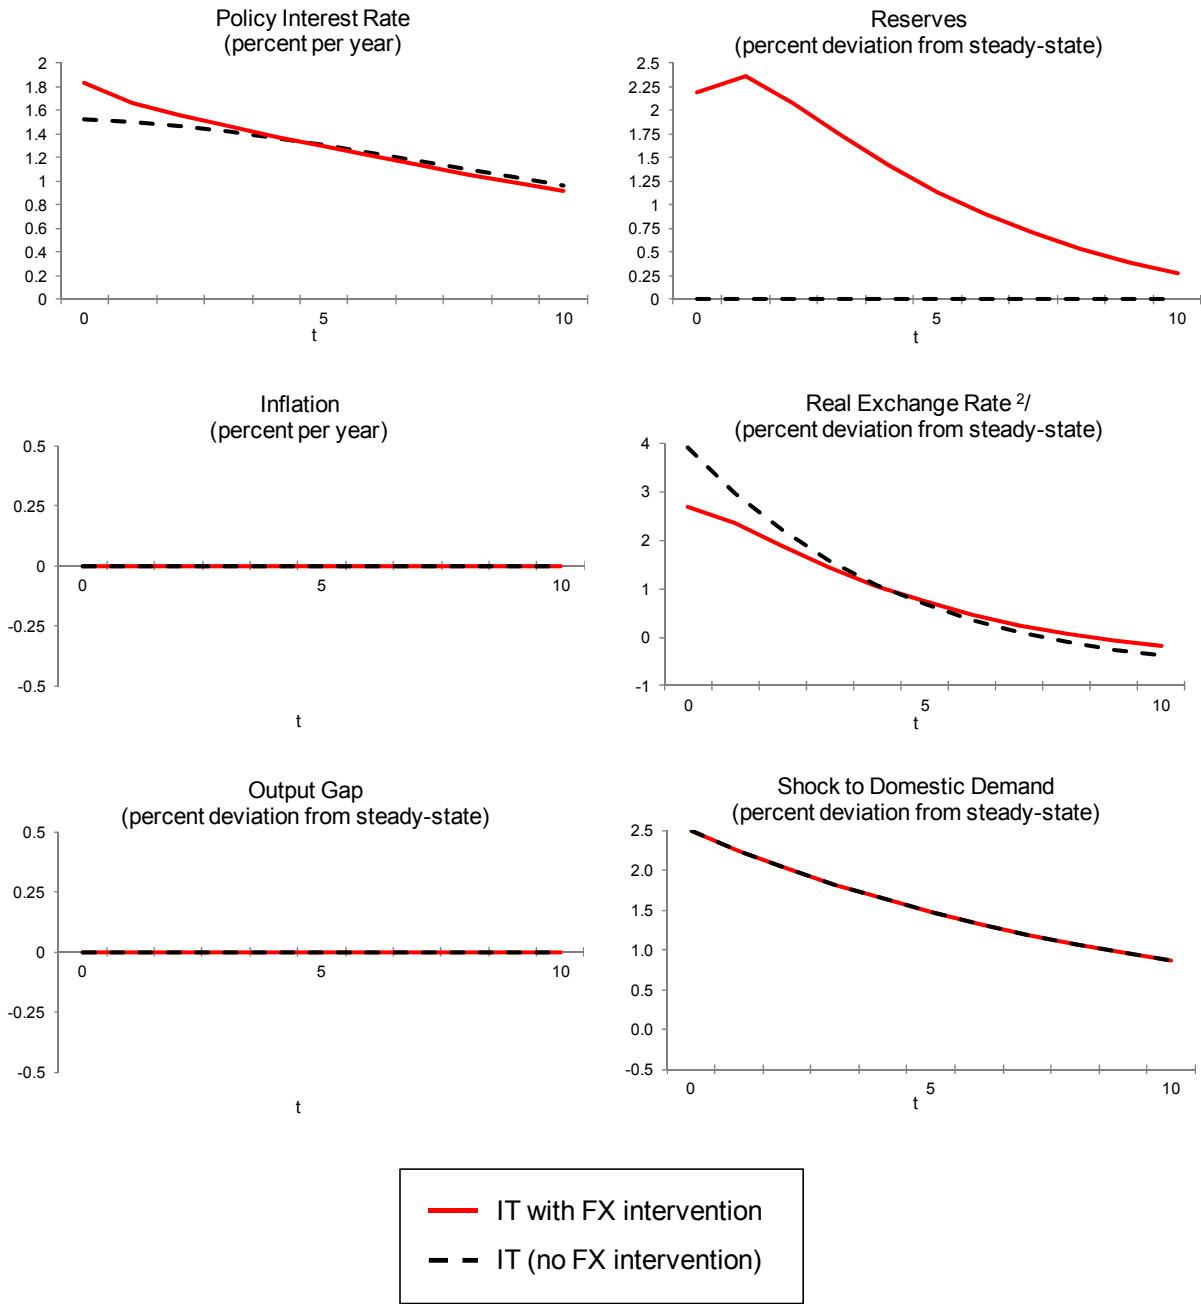 Policy Interest Rate
(percent per year)
2
1.8
1.6
1.4
1.2
1
0.8
0.6
0.4
0.2
0
0 5 10
t
Reserves
(percent deviation from steady-state)
2.5
2.25
2
1.75
1.5
1.25
1
0.75
0.5
0.25
0
0 5 10
t
Inflation
(percent per year)
0.5
0.25
0
-0.25
-0.5
0 5 10
t
Real Exchange Rate 2/
(percent deviation from steady-state)
4
3
2
1
0
-1
0 5 10
t
Output Gap
(percent deviation from steady-state)
0.5
0.25
0
-0.25
-0.5
0 5 10
t
Shock to Domestic Demand
(percent deviation from steady-state)
2.5
2.0
1.5
1.0
0.5
0.0
-0.5
0 5 10
t
IT with FX intervention
IT (no FX intervention)